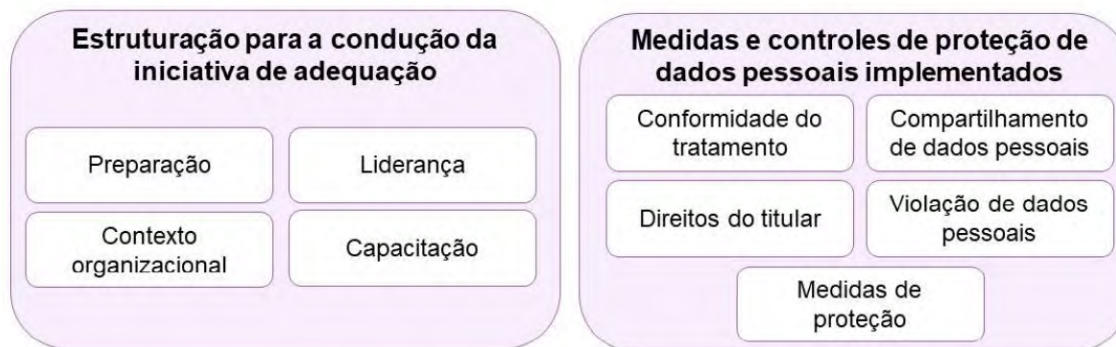 Estruturação para a condução da
iniciativa de adequação
Preparação
Liderança
Contexto
organizacional
Capacitação
Medidas e controles de proteção de
dados pessoais implementados
Conformidade do
tratamento
Compartilhamento
de dados pessoais
Direitos do titular
Violação de dados
pessoais
Medidas de
proteção